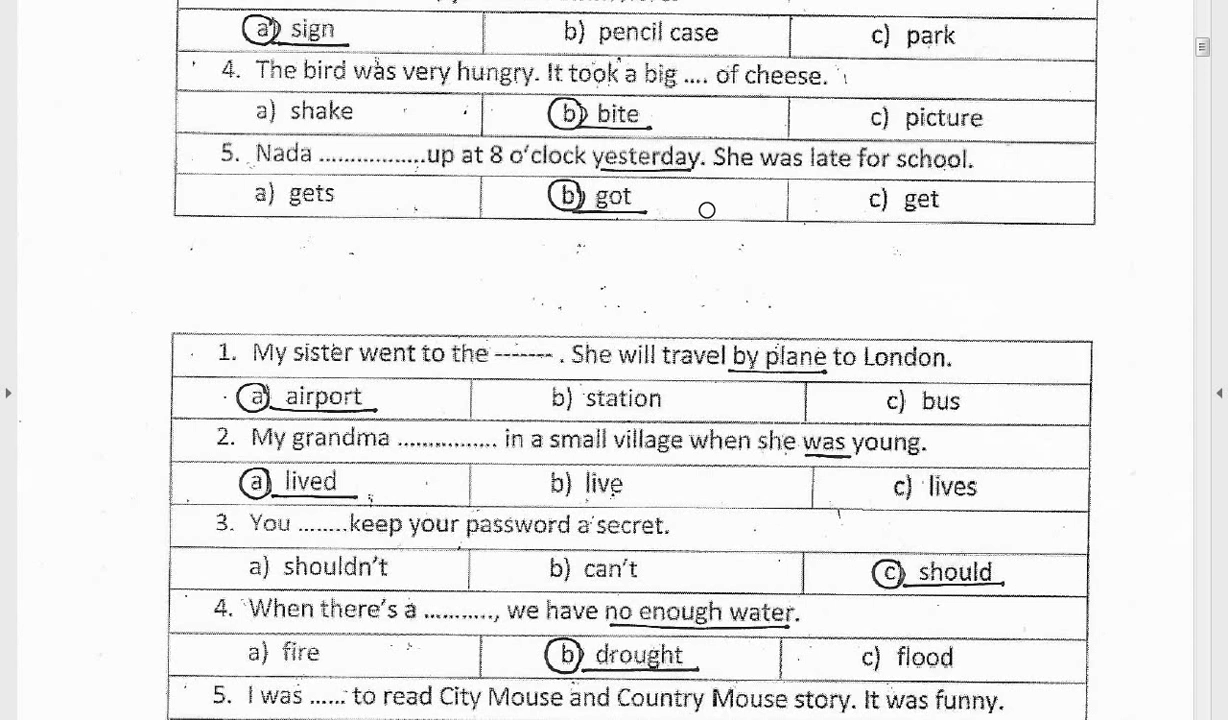 a) sign b) pencil case c) park
4. The bird was very hungry. It took a big .... of cheese.
a) shake b) bite c) picture
5. Nada .................up at 8 o'clock yesterday. She was late for school.
a) gets b) got c) get
1. My sister went to the ------- . She will travel by plane to London.
a) airport b) station c) bus
2. My grandma ................ in a small village when she was young.
a) lived b) live c) lives
3. You ........keep your password a secret.
a) shouldn't b) can't c) should
4. When there's a ..........., we have no enough water.
a) fire b) drought c) flood
5. I was ...... to read City Mouse and Country Mouse story. It was funny.